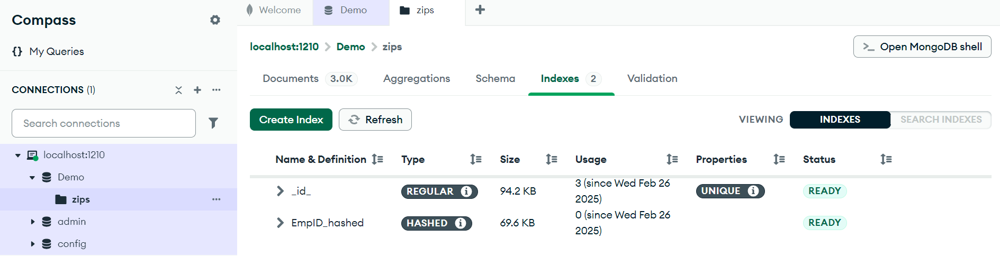 Compass
My Queries
CONNECTIONS (1)
Search connections
localhost:1210
Demo
zips
admin
config
Welcome
Demo
zips
localhost:1210 > Demo > zips
>_ Open MongoDB shell
Documents 3.0K Aggregations Schema Indexes 2 Validation
Create Index Refresh VIEWING INDEXES SEARCH INDEXES
Name & Definition Type Size Usage Properties Status
_id_ REGULAR 94.2 KB 3 (since Wed Feb 26 2025) UNIQUE READY
EmpID_hashed HASHED 69.6 KB 0 (since Wed Feb 26 2025) READY